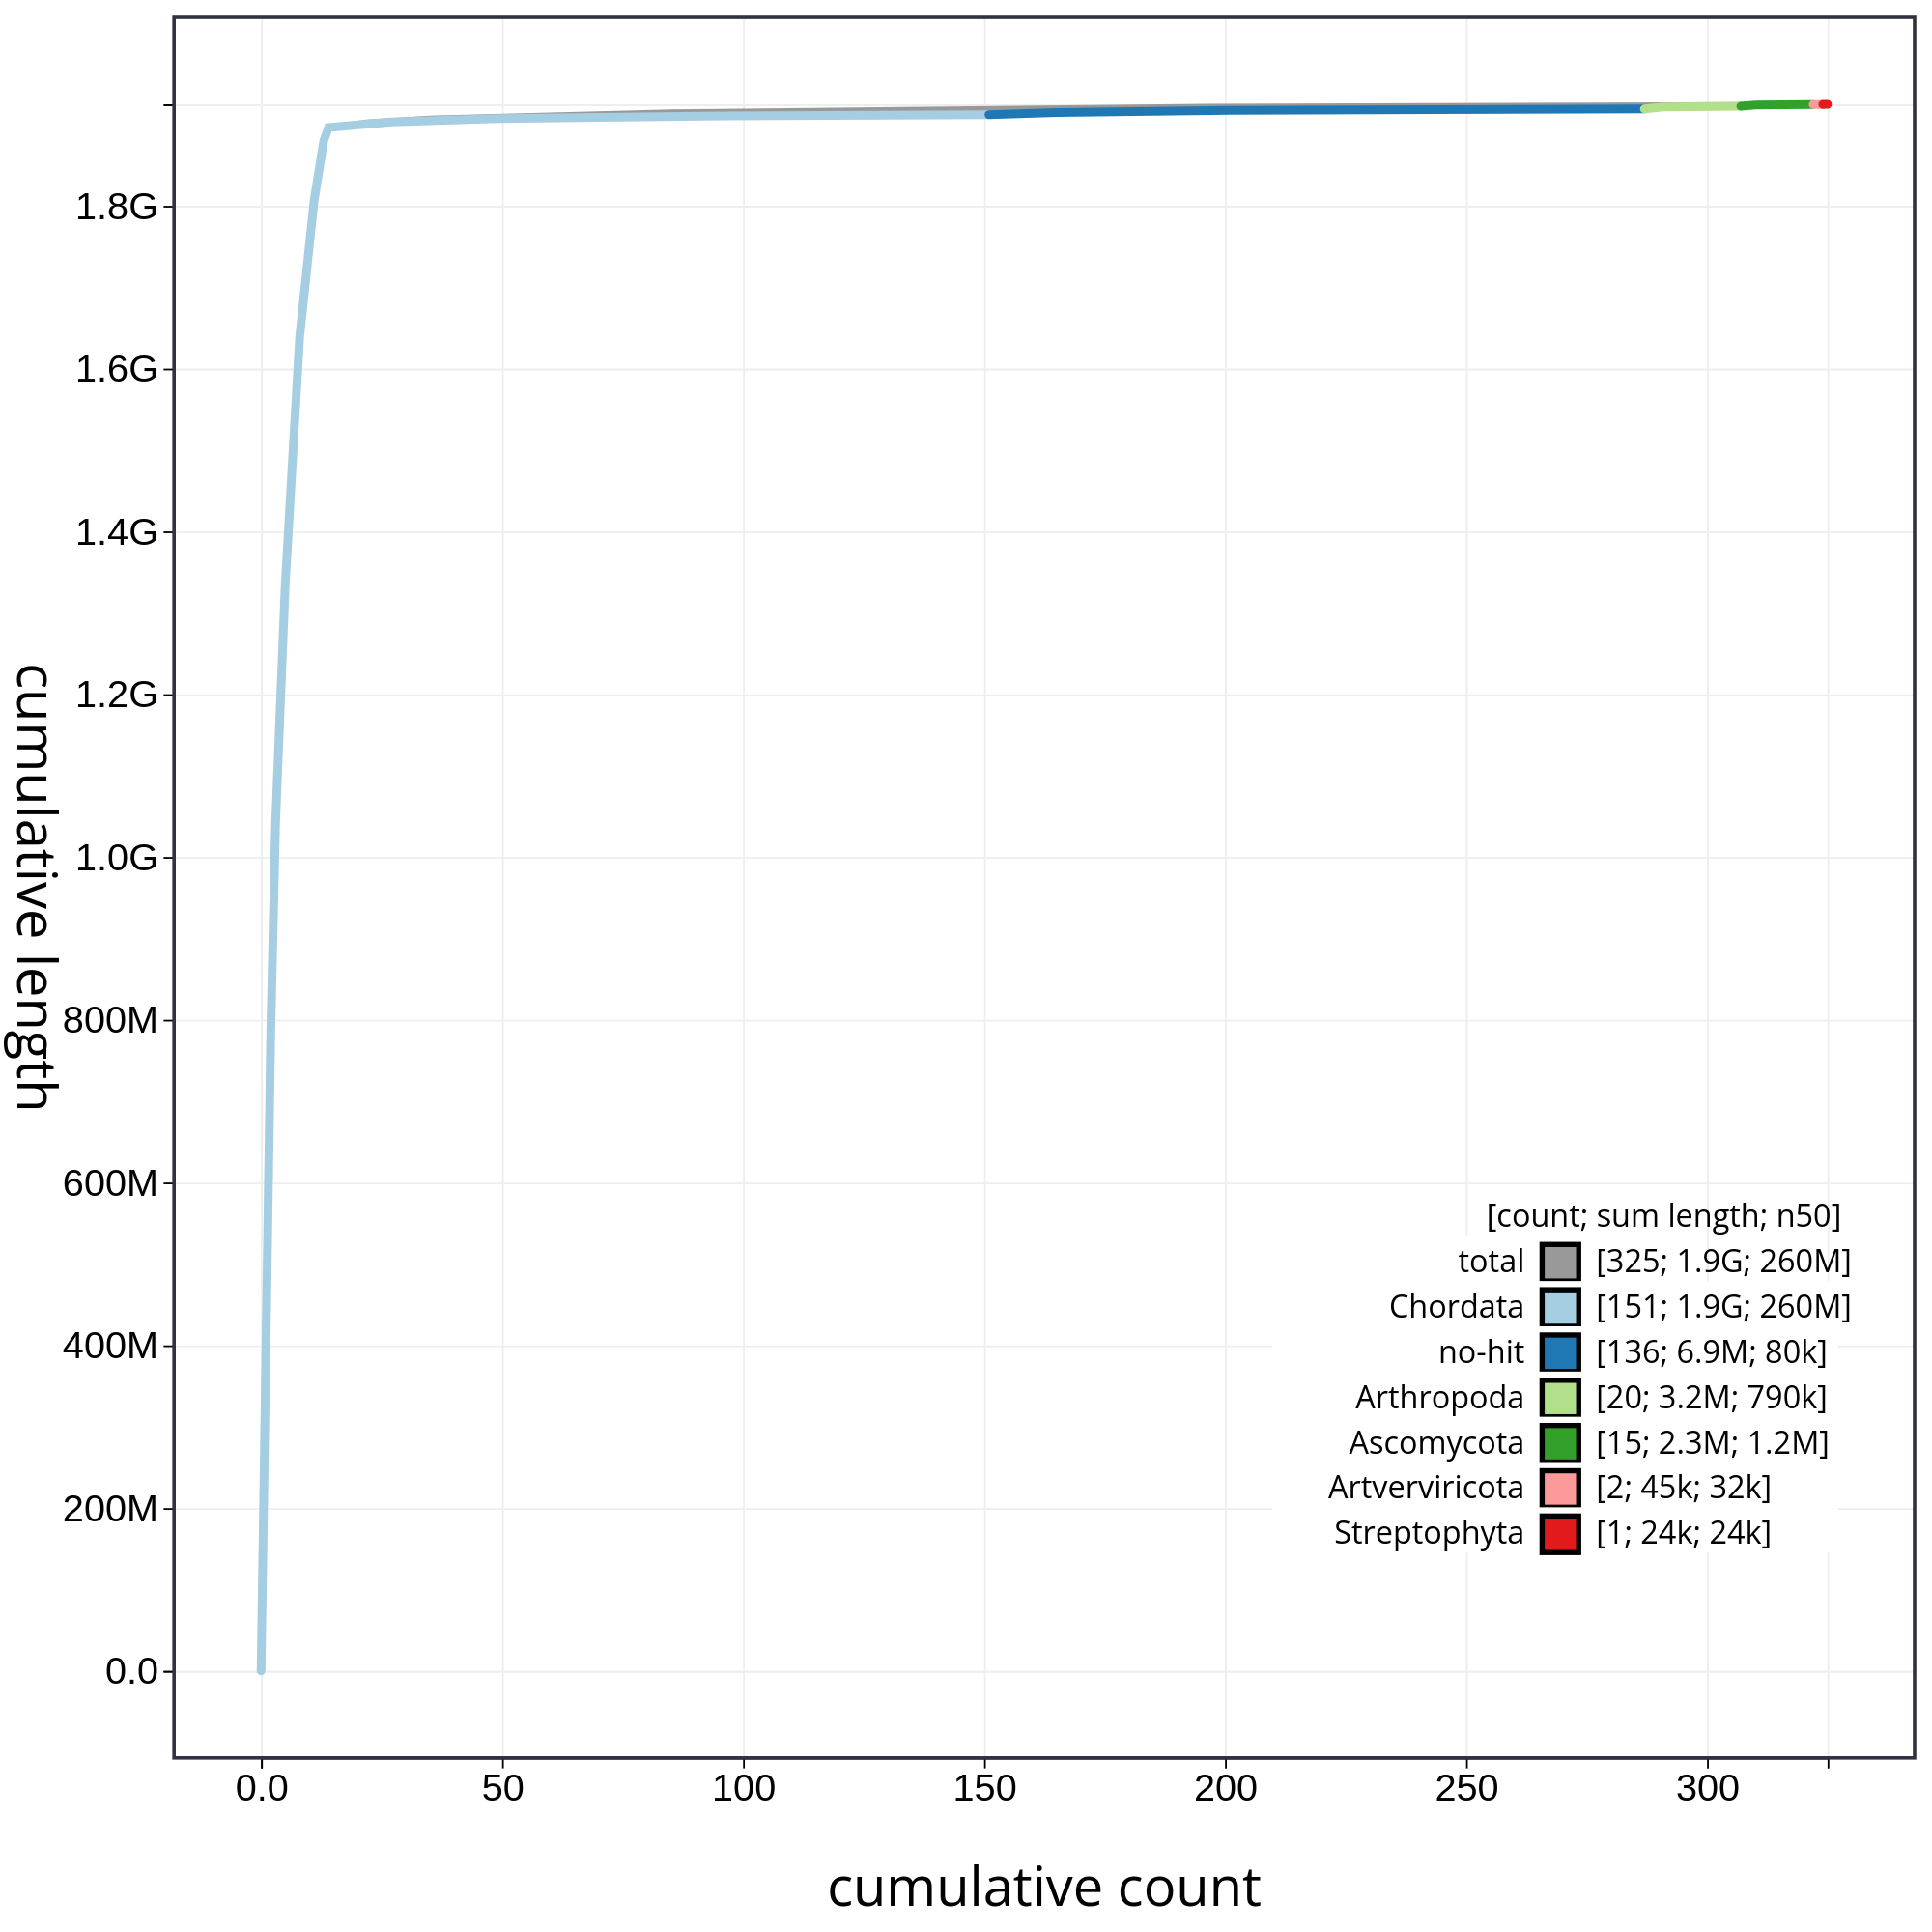 cumulative length
1.8G
1.6G
1.4G
1.2G
1.0G
800M
600M
400M
200M
0.0
[count; sum length; n50]
total [325; 1.9G; 260M]
Chordata [151; 1.9G; 260M]
no-hit [136; 6.9M; 80k]
Arthropoda [20; 3.2M; 790k]
Ascomycota [15; 2.3M; 1.2M]
Artverviricota [2; 45k; 32k]
Streptophyta [1; 24k; 24k]
0.0 50 100 150 200 250 300
cumulative count